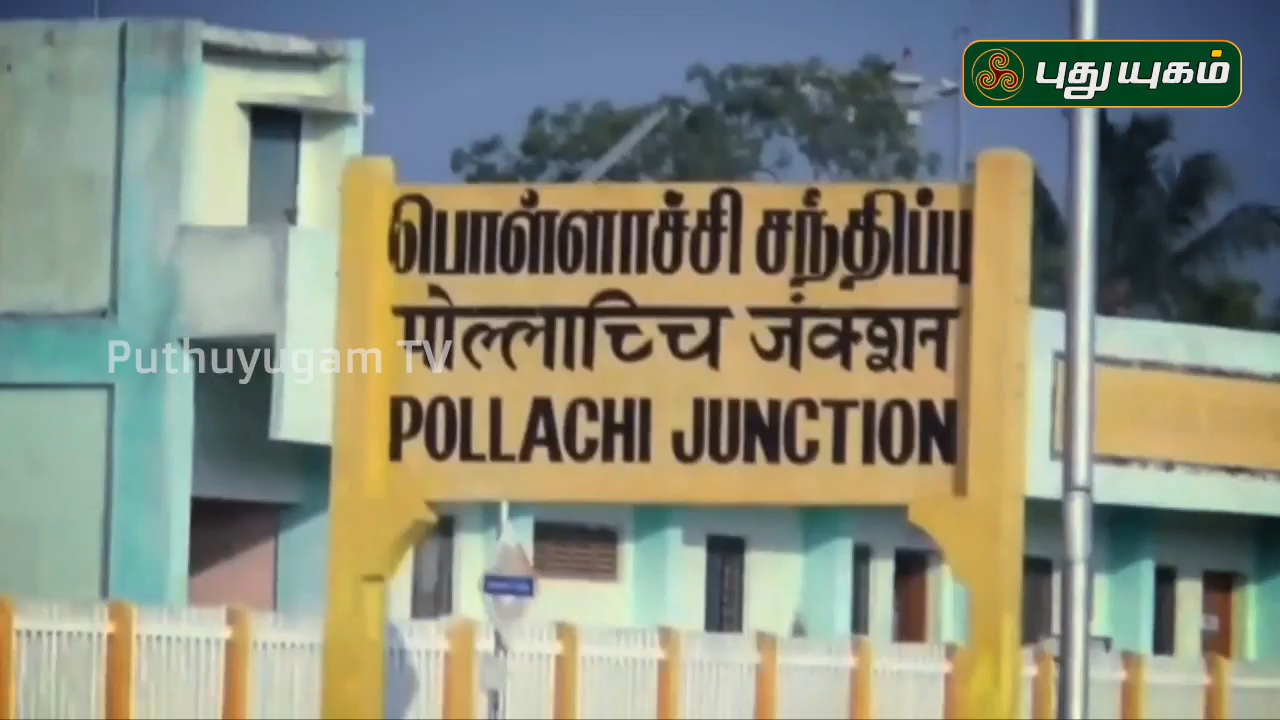 புதுயுகம்
பொள்ளாச்சி சந்திப்பு
पोल्लाच्चि जंक्शन
Puthuyugam TV
POLLACHI JUNCTION